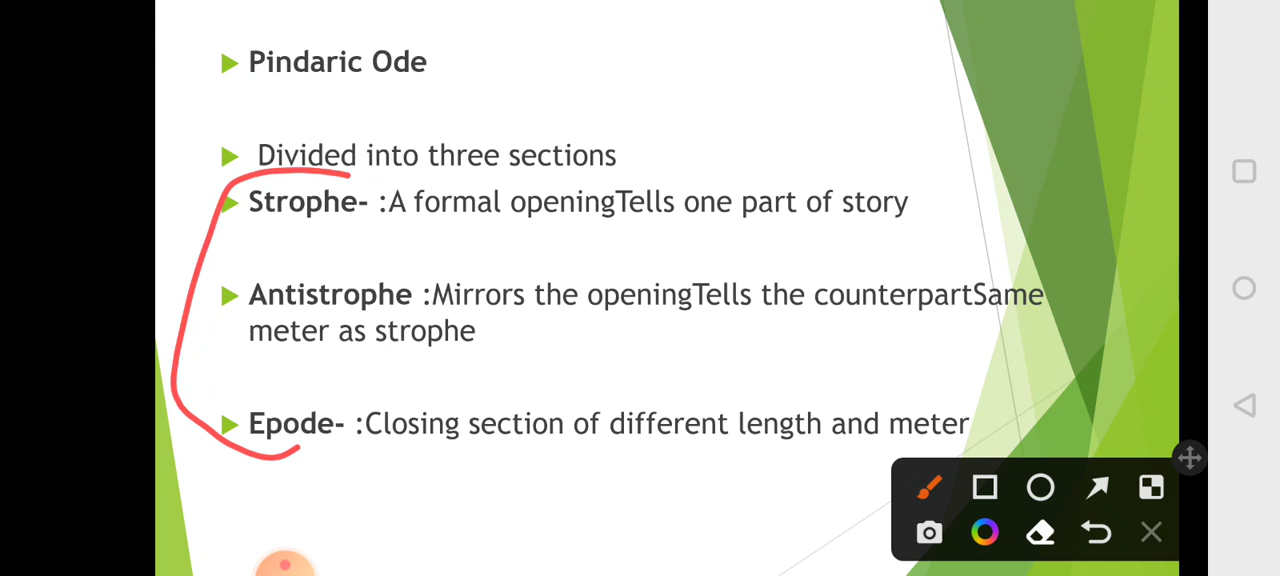 Pindaric Ode
Divided into three sections
Strophe- :A formal openingTells one part of story
Antistrophe :Mirrors the openingTells the counterpartSame
meter as strophe
Epode- :Closing section of different length and meter